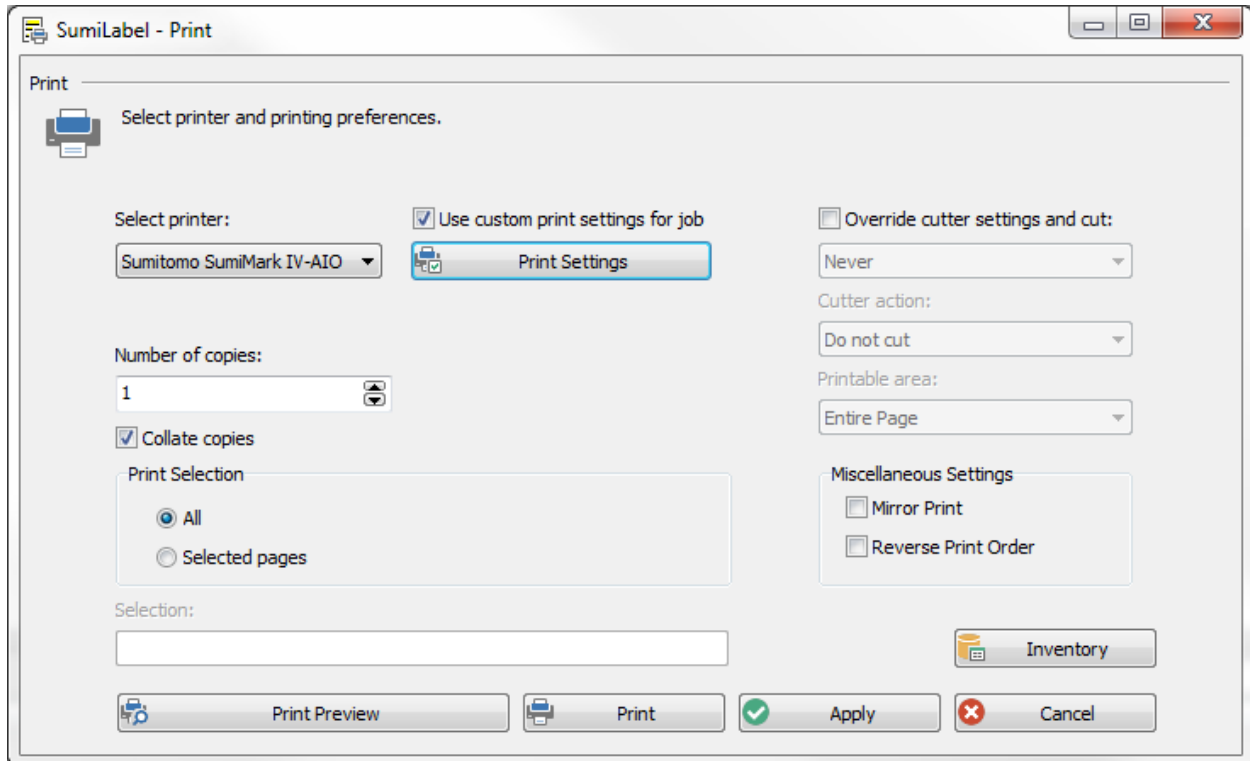 SumiLabel - Print
Print
Select printer and printing preferences.
Select printer:
Use custom print settings for job
Override cutter settings and cut:
Sumitomo SumiMark IV-AIO
Print Settings
Never
Cutter action:
Do not cut
Number of copies:
Printable area:
1
Entire Page
Collate copies
Print Selection
All
Selected pages
Miscellaneous Settings
Mirror Print
Reverse Print Order
Selection:
Inventory
Print Preview
Print
Apply
Cancel